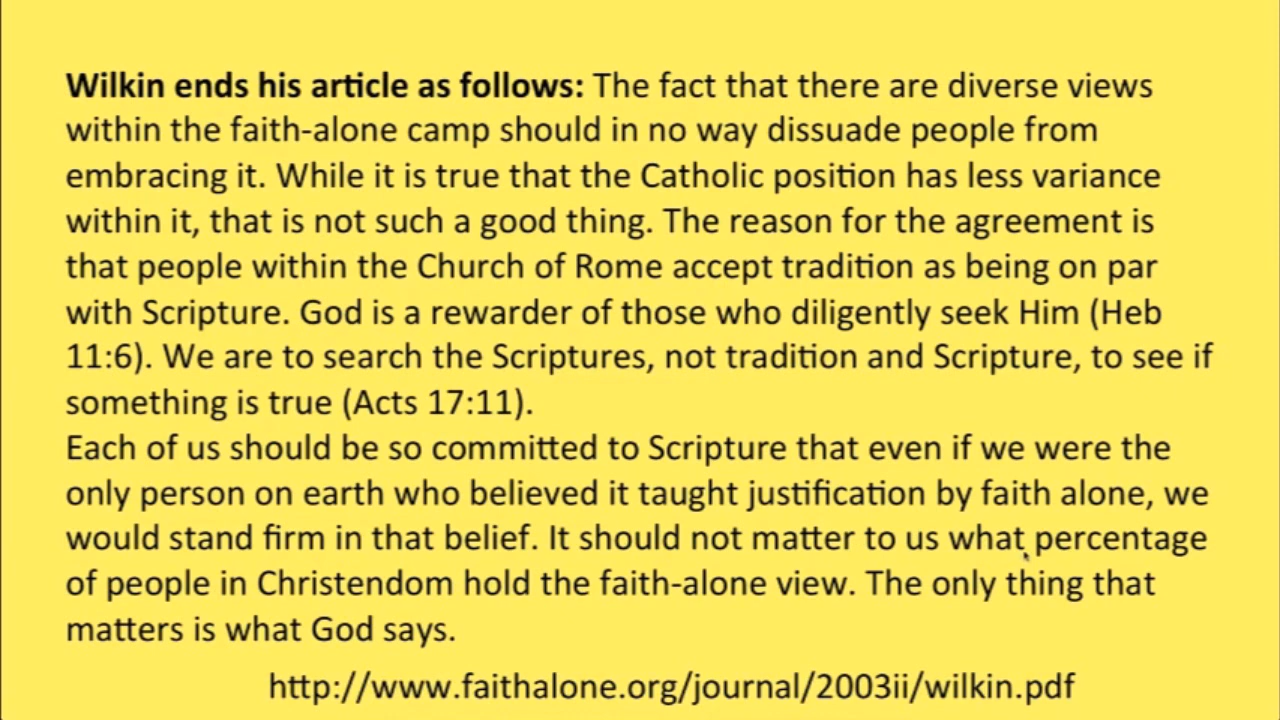 Wilkin ends his article as follows: The fact that there are diverse views
within the faith-alone camp should in no way dissuade people from
embracing it. While it is true that the Catholic position has less variance
within it, that is not such a good thing. The reason for the agreement is
that people within the Church of Rome accept tradition as being on par
with Scripture. God is a rewarder of those who diligently seek Him (Heb
11:6). We are to search the Scriptures, not tradition and Scripture, to see if
something is true (Acts 17:11).
Each of us should be so committed to Scripture that even if we were the
only person on earth who believed it taught justification by faith alone, we
would stand firm in that belief. It should not matter to us what percentage
of people in Christendom hold the faith-alone view. The only thing that
matters is what God says.
http://www.faithalone.org/journal/2003ii/wilkin.pdf